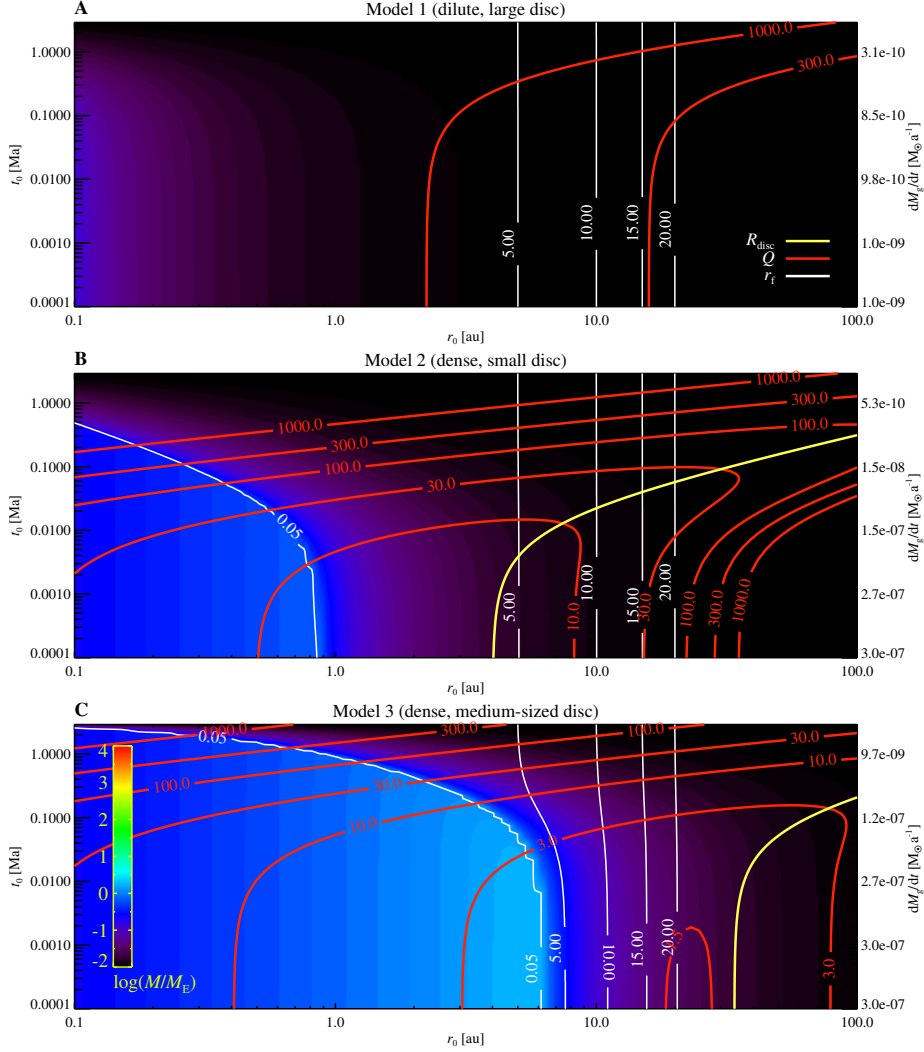 A Model 1 (dilute, large disc)
1.0000
0.1000
0.0100
0.0010
0.0001
t0 [Ma]
1000.0
300.0
5.00
10.00
15.00
20.00
Rdisc
Q
rf
3.1e-10
8.5e-10
9.8e-10
1.0e-09
1.0e-09
dMg/dt [M⊙a-1]
0.1 1.0 10.0 100.0
r0 [au]
B Model 2 (dense, small disc)
1.0000
0.1000
0.0100
0.0010
0.0001
t0 [Ma]
1000.0
300.0
100.0
30.0
0.05
1000.0
300.0
100.0
5.00
10.00
15.00
20.00
10.0
30.0
100.0
300.0
1000.0
5.3e-10
1.5e-08
1.5e-07
2.7e-07
3.0e-07
dMg/dt [M⊙a-1]
0.1 1.0 10.0 100.0
r0 [au]
C Model 3 (dense, medium-sized disc)
1.0000
0.1000
0.0100
0.0010
0.0001
t0 [Ma]
1000.0
0.05
300.0
100.0
30.0
10.0
100.0
30.0
10.0
3.0
0.05
5.00
10.00
15.00
20.00
3.0
4
3
2
1
0
-1
-2
log(M/ME)
9.7e-09
1.2e-07
2.7e-07
3.0e-07
3.0e-07
dMg/dt [M⊙a-1]
0.1 1.0 10.0 100.0
r0 [au]